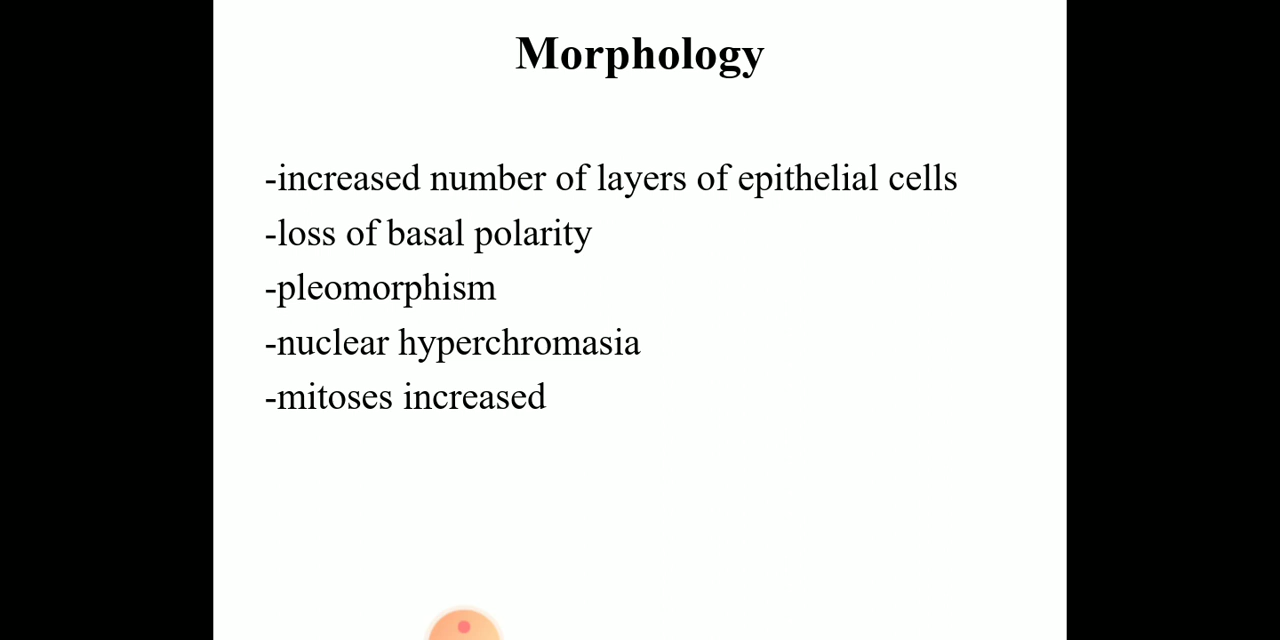 Morphology
-increased number of layers of epithelial cells
-loss of basal polarity
-pleomorphism
-nuclear hyperchromasia
-mitoses increased